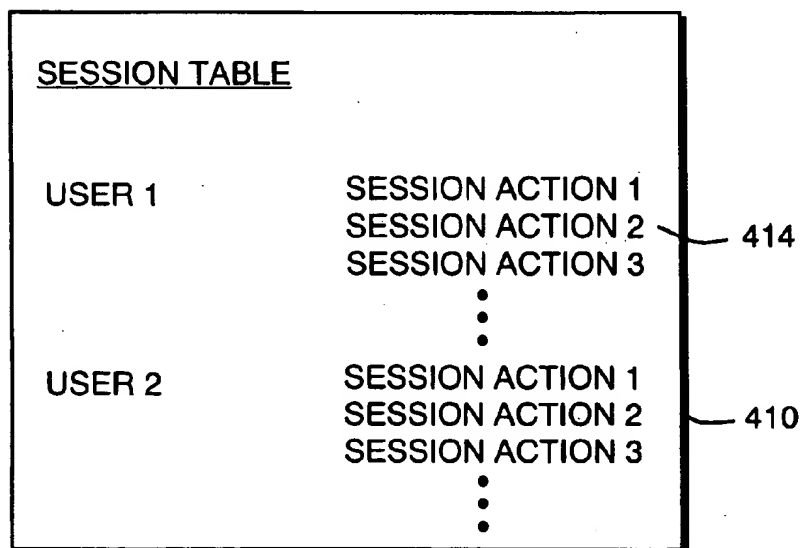 SESSION TABLE
USER 1 SESSION ACTION 1
SESSION ACTION 2 414
SESSION ACTION 3
USER 2 SESSION ACTION 1
SESSION ACTION 2 410
SESSION ACTION 3